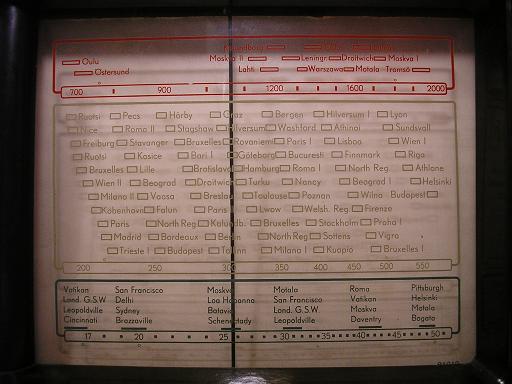 Kalundborg Oslo
Oulu Moskva II Leningr. Droitwich Moskva I
Östersund Lahti Warszawa Motala Tromsö
700 900 1200 1600 2000
Ruotsi Pecs Hörby Graz Bergen Hilversum I Lyon
Nice Roma II Stagshaw Hilversum Washford Athinai Sundsvall
Freiburg Stavanger Bruxelles Rovaniemi Paris I Lisboa Wien I
Ruotsi Kosice Bari I Göteborg Bucuresti Finnmark Riga
Bruxelles Lille Bratislava Hamburg Roma I North Reg. Athlone
Wien II Beograd Droitwich Turku Nancy Beograd I Helsinki
Milano II Vaasa Breslau Toulouse Poznan Wilno Budapest
Köbenhavn Falun Paris Lwow Welsh. Reg. Firenze
Paris North Reg Kalundb. Bruxelles Stockholm Praha I
Madrid Bordeaux Berlin North Reg Sottens Vigra
Trieste I Budapest Tallinn Milano I Kuopio Bruxelles I
200 250 300 350 400 450 500 550
Vatikan San Francisco Moskva Motala Roma Pittsburgh
Lond. G.S.W Delhi Loa Habanna San Francisco Vatikan Helsinki
Leopoldville Sydney Batavia Lond. G.S.W Moskva Motala
Cincinnati Brazzaville Schenectady Leopoldville Daventry Bogota
17 20 25 30 35 40 45 50